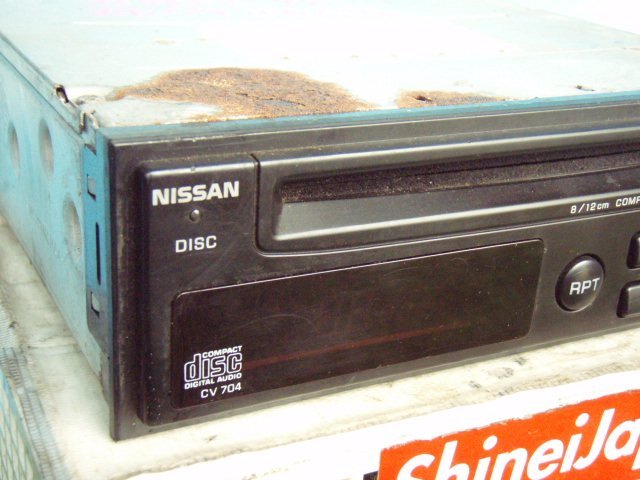 NISSAN
DISC
8/12cm COMP
RPT
COMPACT
disc
DIGITAL AUDIO
CV 704
ShineiJap